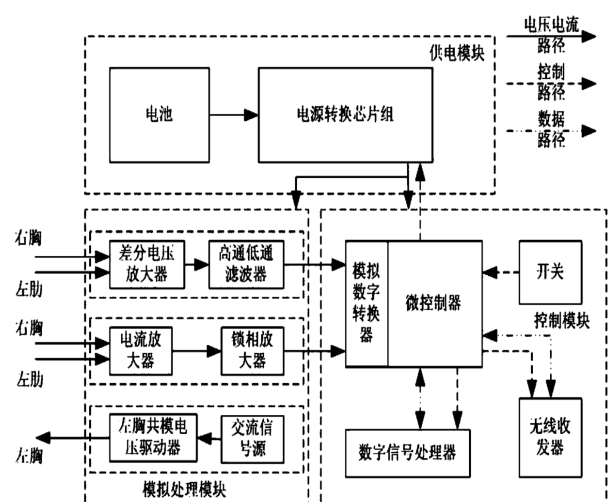 电压电流
路径
供电模块
控制
路径
电池
电源转换芯片组
数据
路径
右胸
差分电压
放大器
高通低通
滤波器
左肋
模拟
数字
转换
器
微控制器
开关
控制模块
右胸
电流放
大器
锁相放
大器
左肋
左胸共模电
压驱动器
交流信
号源
左胸
数字信号处理器
无线收
发器
模拟处理模块